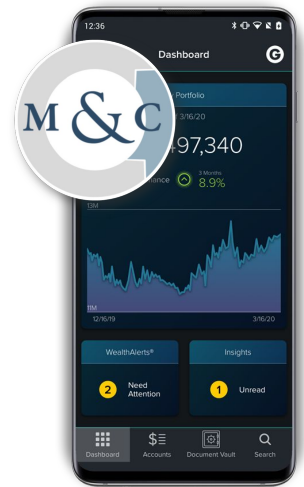 12:36
Dashboard
G
M & C
Portfolio
3/16/20
97,340
3 Months
8.9%
13M
11M
12/16/19
3/16/20
WealthAlerts®
Insights
2
Need
Attention
1
Unread
Dashboard
Accounts
Document Vault
Search